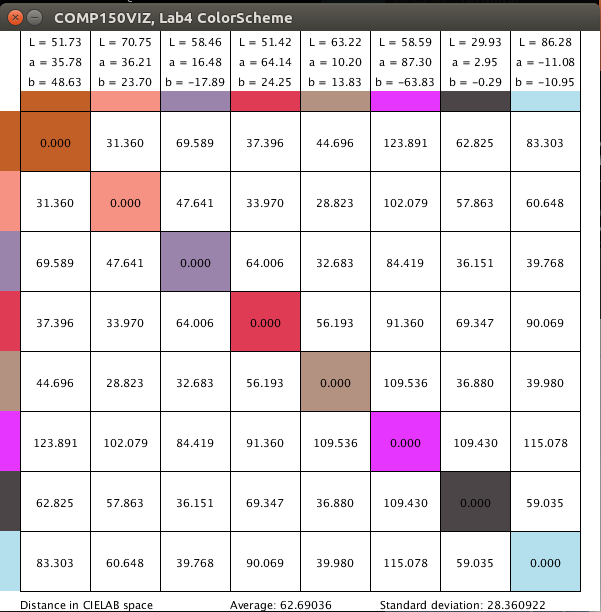 COMP150VIZ, Lab4 ColorScheme
L = 51.73 L = 70.75 L = 58.46 L = 51.42 L = 63.22 L = 58.59 L = 29.93 L = 86.28
a = 35.78 a = 36.21 a = 16.48 a = 64.14 a = 10.20 a = 87.30 a = 2.95 a = −11.08
b = 48.63 b = 23.70 b = −17.89 b = 24.25 b = 13.83 b = −63.83 b = −0.29 b = −10.95
0.000 31.360 69.589 37.396 44.696 123.891 62.825 83.303
31.360 0.000 47.641 33.970 28.823 102.079 57.863 60.648
69.589 47.641 0.000 64.006 32.683 84.419 36.151 39.768
37.396 33.970 64.006 0.000 56.193 91.360 69.347 90.069
44.696 28.823 32.683 56.193 0.000 109.536 36.880 39.980
123.891 102.079 84.419 91.360 109.536 0.000 109.430 115.078
62.825 57.863 36.151 69.347 36.880 109.430 0.000 59.035
83.303 60.648 39.768 90.069 39.980 115.078 59.035 0.000
Distance in CIELAB space Average: 62.69036 Standard deviation: 28.360922